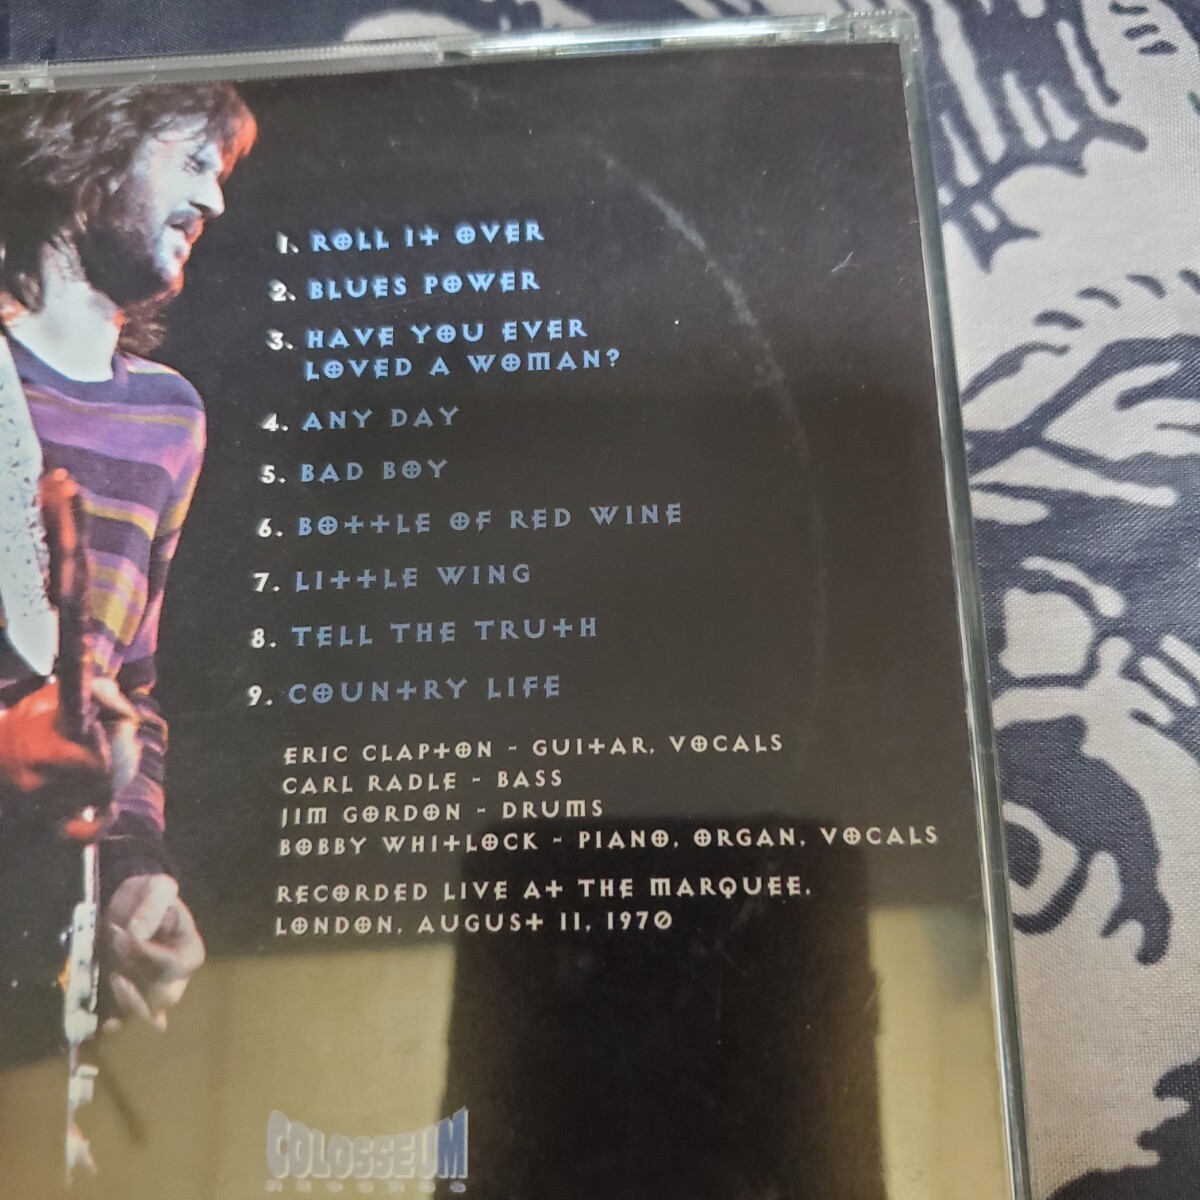 1. ROLL IT OVER
2. BLUES POWER
3. HAVE YOU EVER
LOVED A WOMAN?
4. ANY DAY
5. BAD BOY
6. BOTTLE OF RED WINE
7. LITTLE WING
8. TELL THE TRUTH
9. COUNTRY LIFE
ERIC CLAPTON - GUITAR, VOCALS
CARL RADLE - BASS
JIM GORDON - DRUMS
BOBBY WHITLOCK - PIANO, ORGAN, VOCALS
RECORDED LIVE AT THE MARQUEE,
LONDON, AUGUST 11, 1970
COLOSSEUM
RECORDS